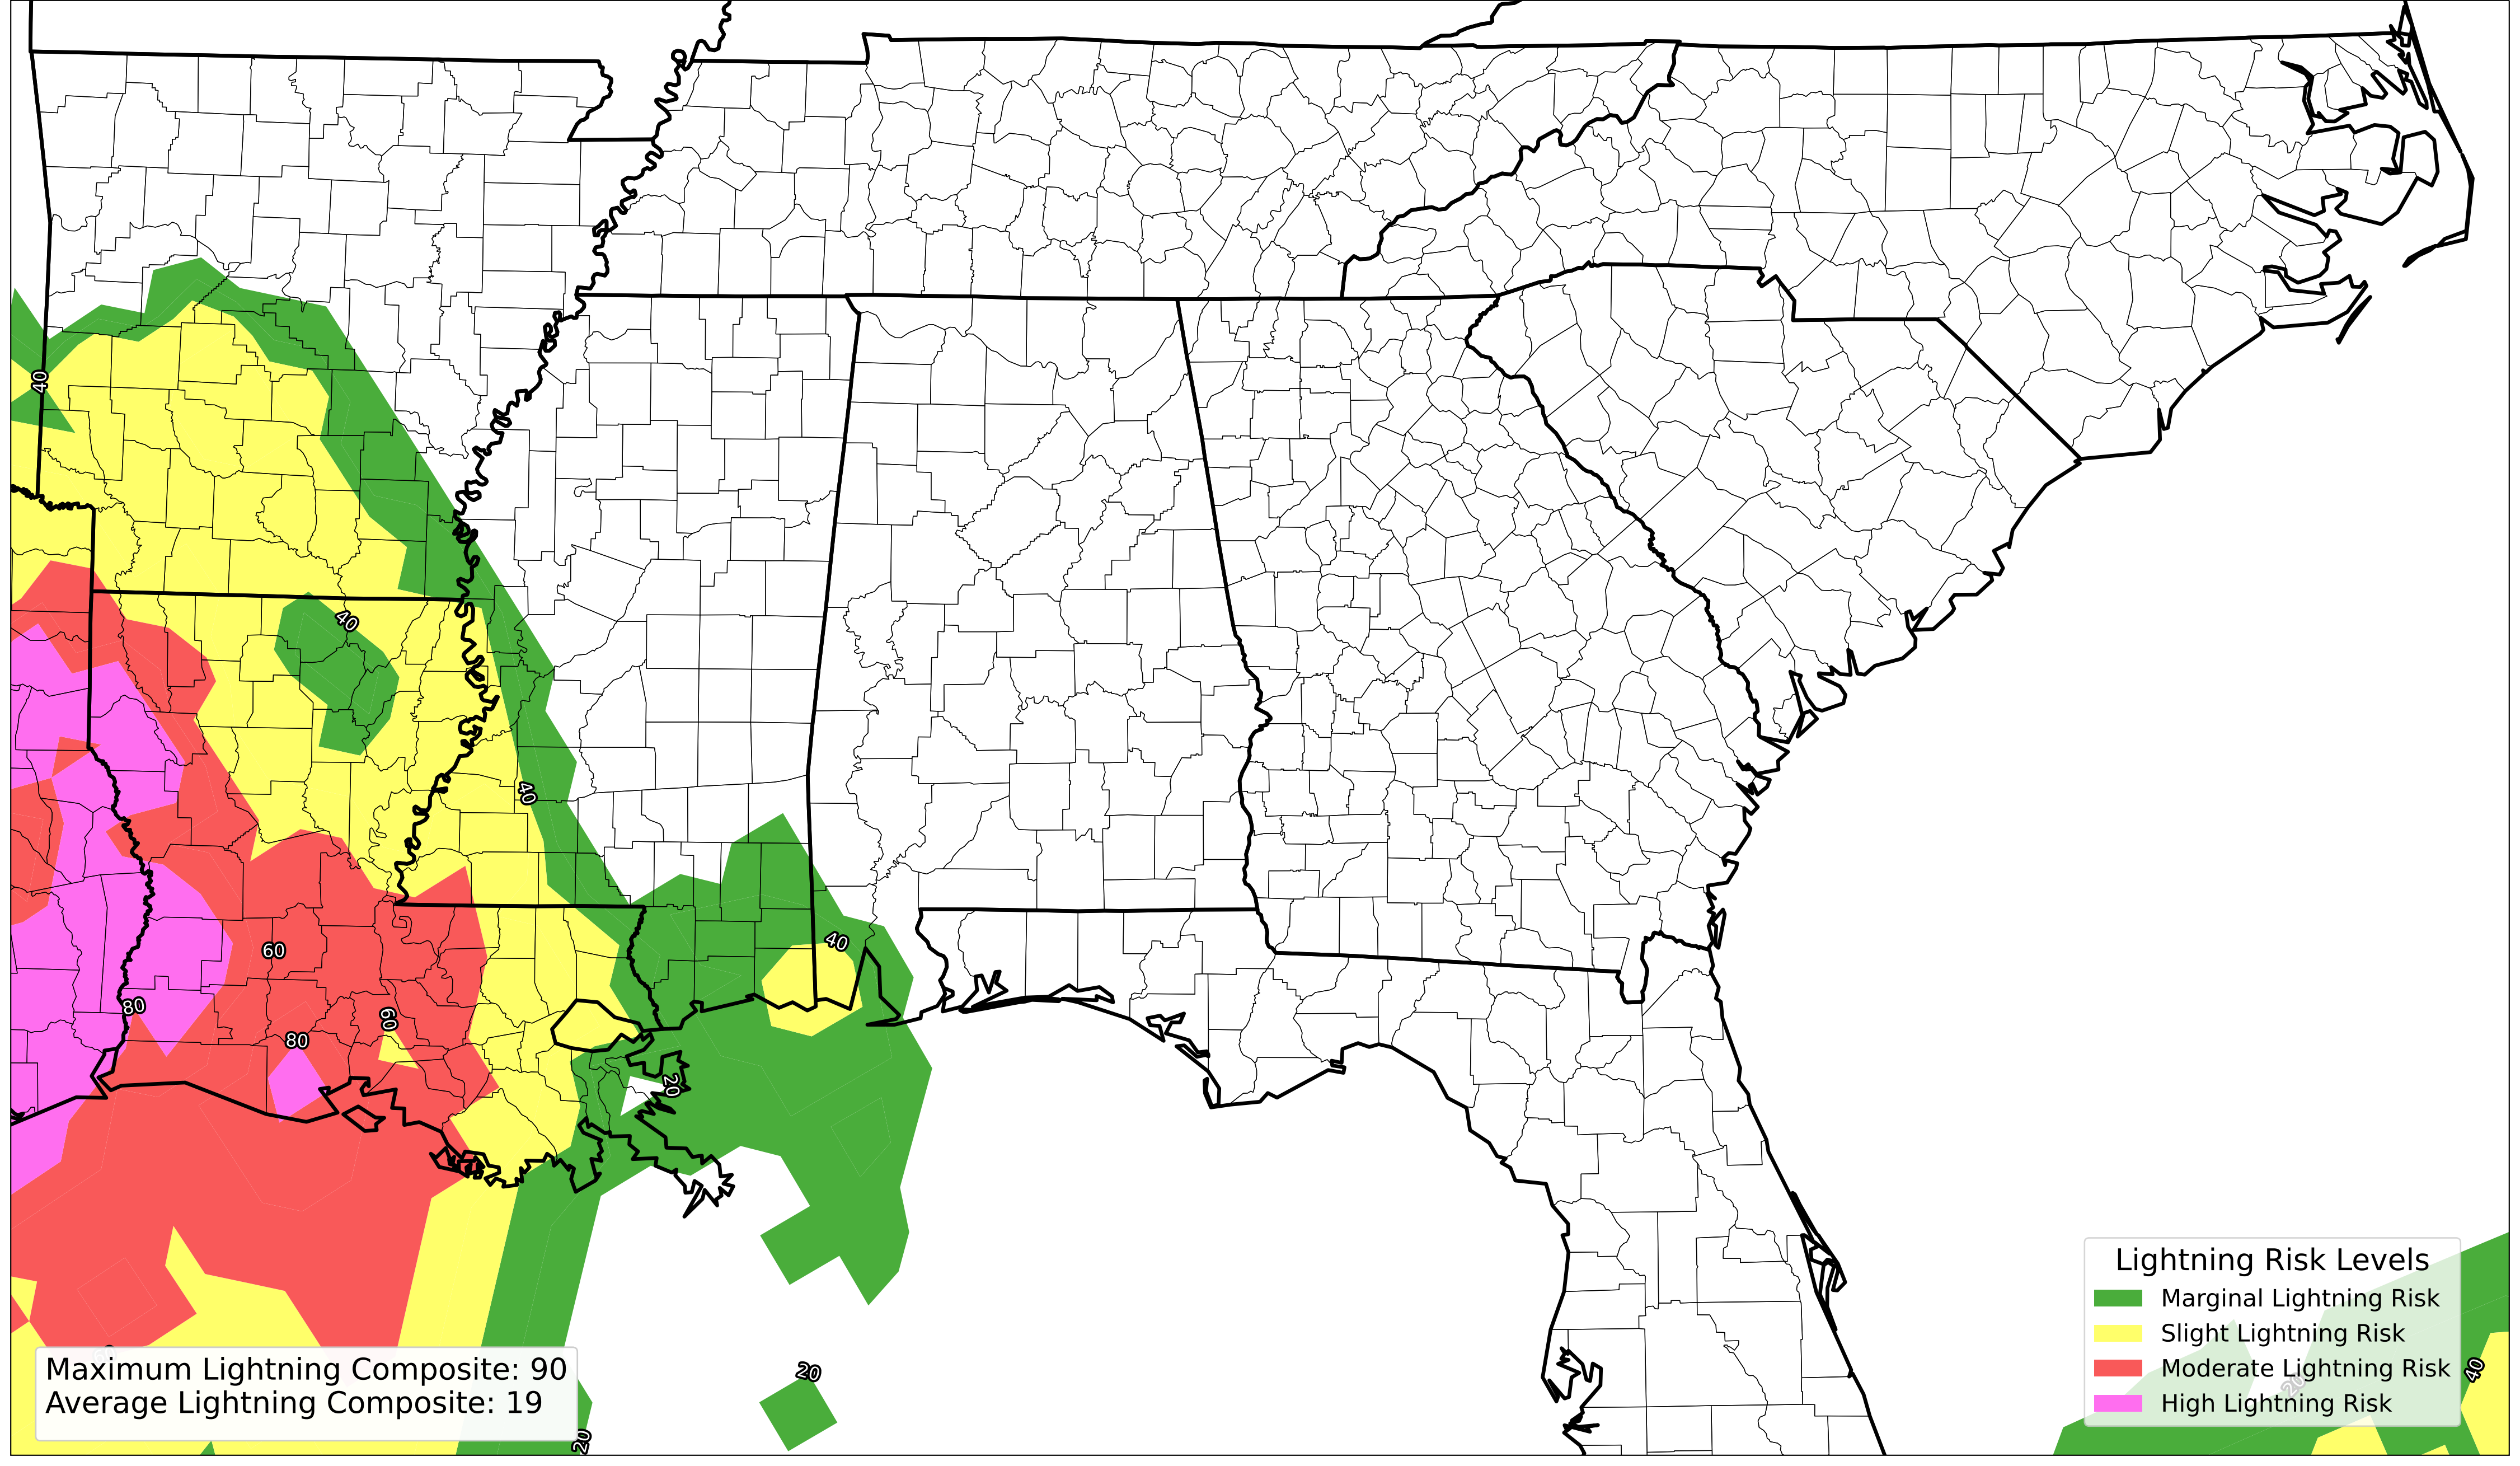 40
40
40
40
60
80
60
80
20
20
20
40
20
Maximum Lightning Composite: 90
Average Lightning Composite: 19
Lightning Risk Levels
Marginal Lightning Risk
Slight Lightning Risk
Moderate Lightning Risk
High Lightning Risk